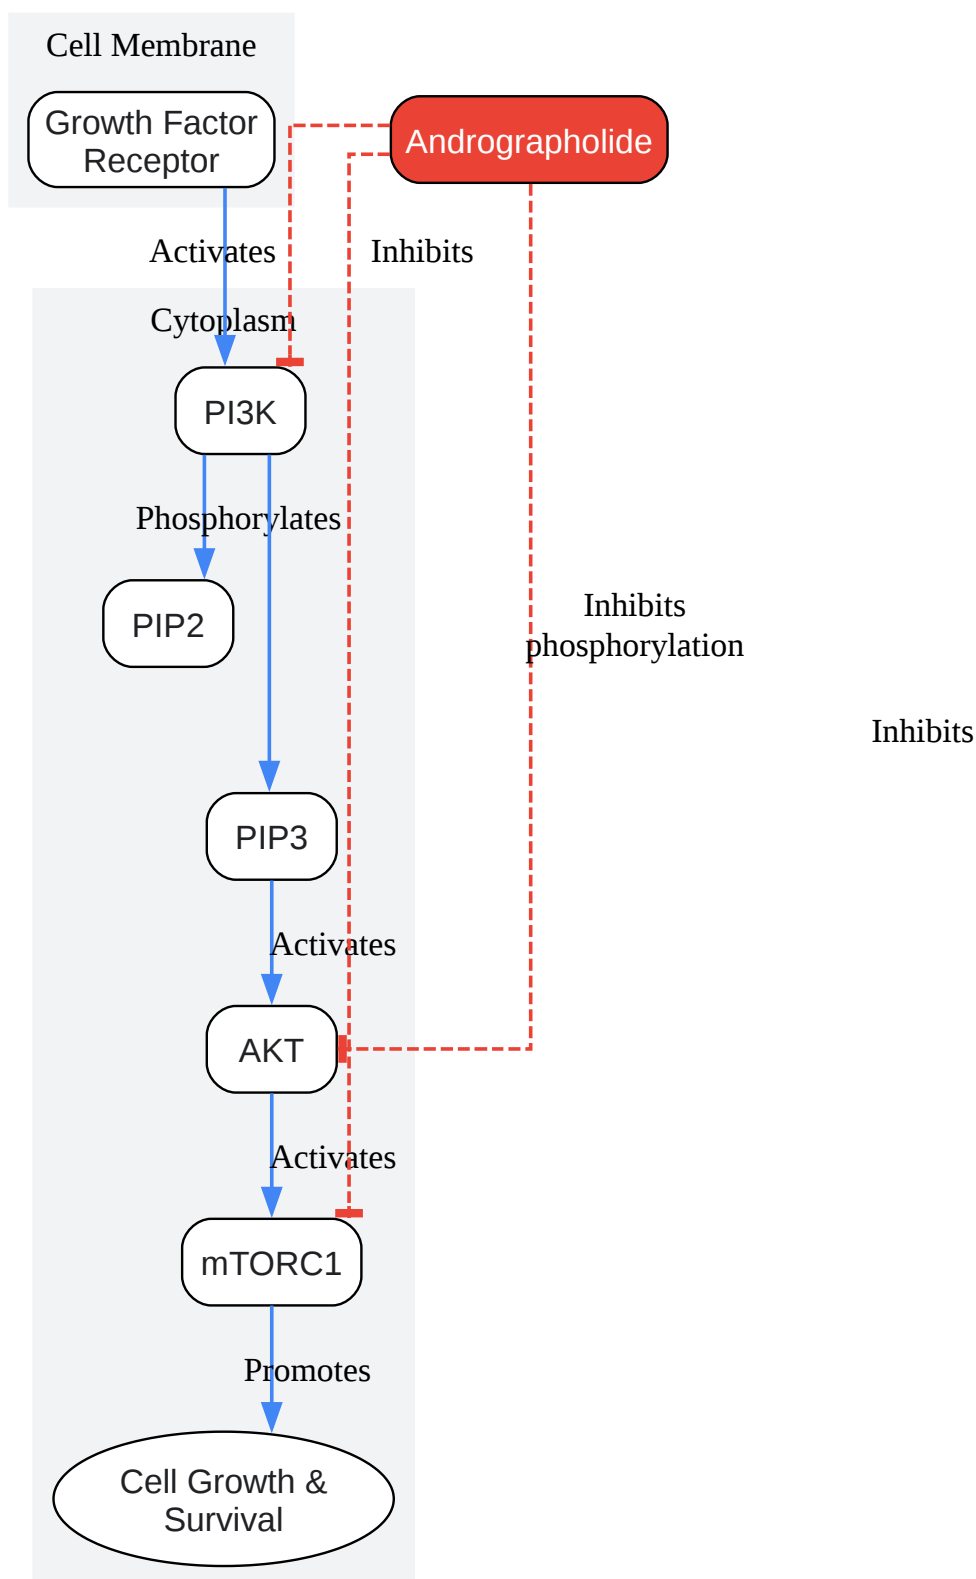 Cell Membrane
Growth Factor
Receptor
Andrographolide
Activates
Inhibits
Cytoplasm
PI3K
Phosphorylates
PIP2
Inhibits
phosphorylation
Inhibits
PIP3
Activates
AKT
Activates
mTORC1
Promotes
Cell Growth &
Survival